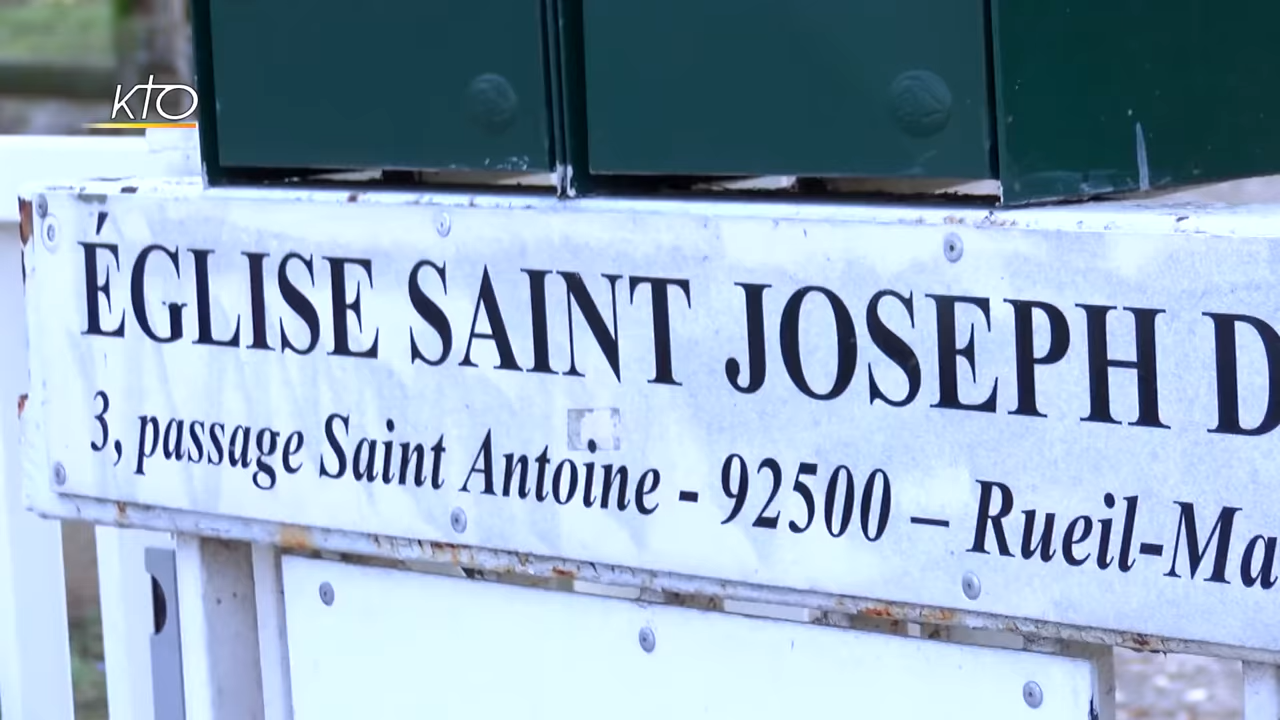 KTO
ÉGLISE SAINT JOSEPH D
3, passage Saint Antoine - 92500 – Rueil-Ma